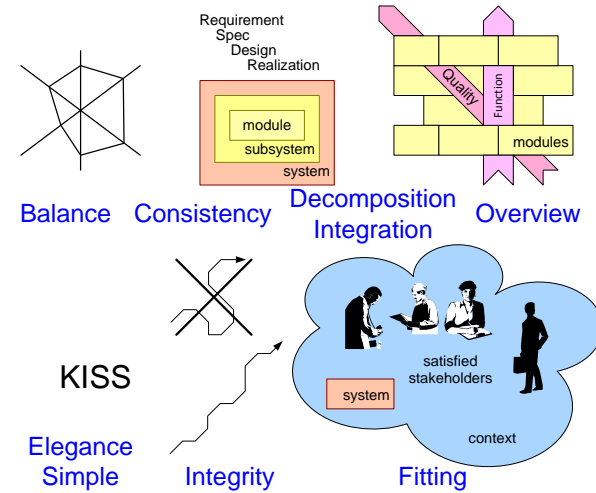 Requirement
Spec
Design
Realization
module
subsystem
system
Quality
Function
modules
Balance
Consistency
Decomposition
Integration
Overview
KISS
satisfied
stakeholders
system
context
Elegance
Simple
Integrity
Fitting